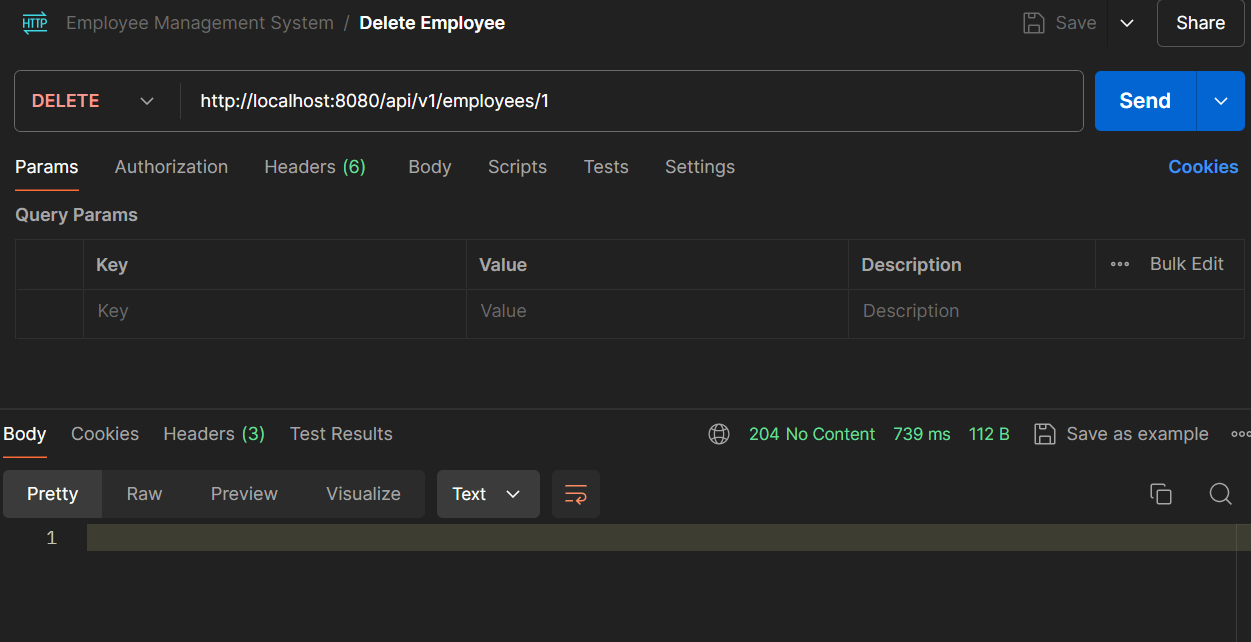 HTTP Employee Management System / Delete Employee Save Share
DELETE http://localhost:8080/api/v1/employees/1 Send
Params Authorization Headers (6) Body Scripts Tests Settings Cookies
Query Params
Key Value Description Bulk Edit
Key Value Description
Body Cookies Headers (3) Test Results 204 No Content 739 ms 112 B Save as example
Pretty Raw Preview Visualize Text
1